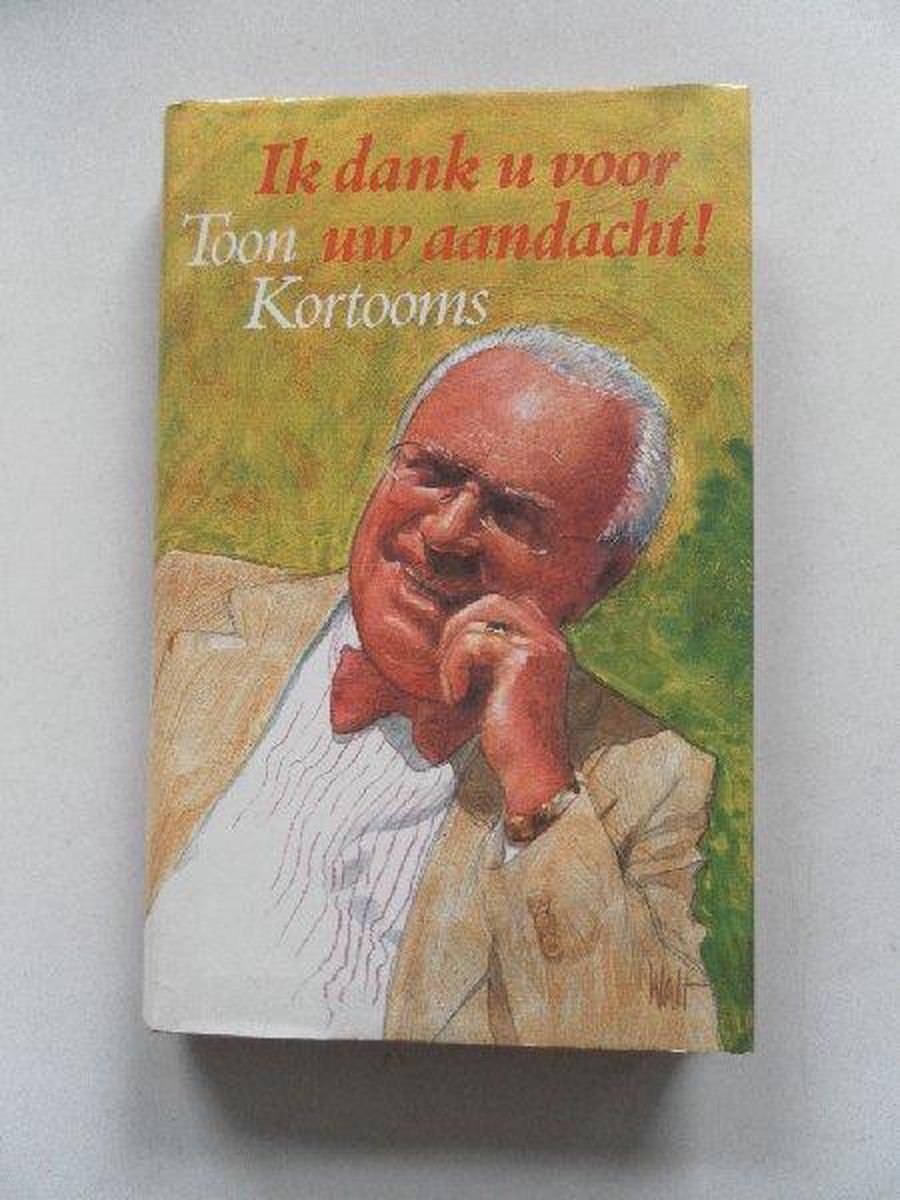 Ik dank u voor
uw aandacht!
Toon
Kortooms